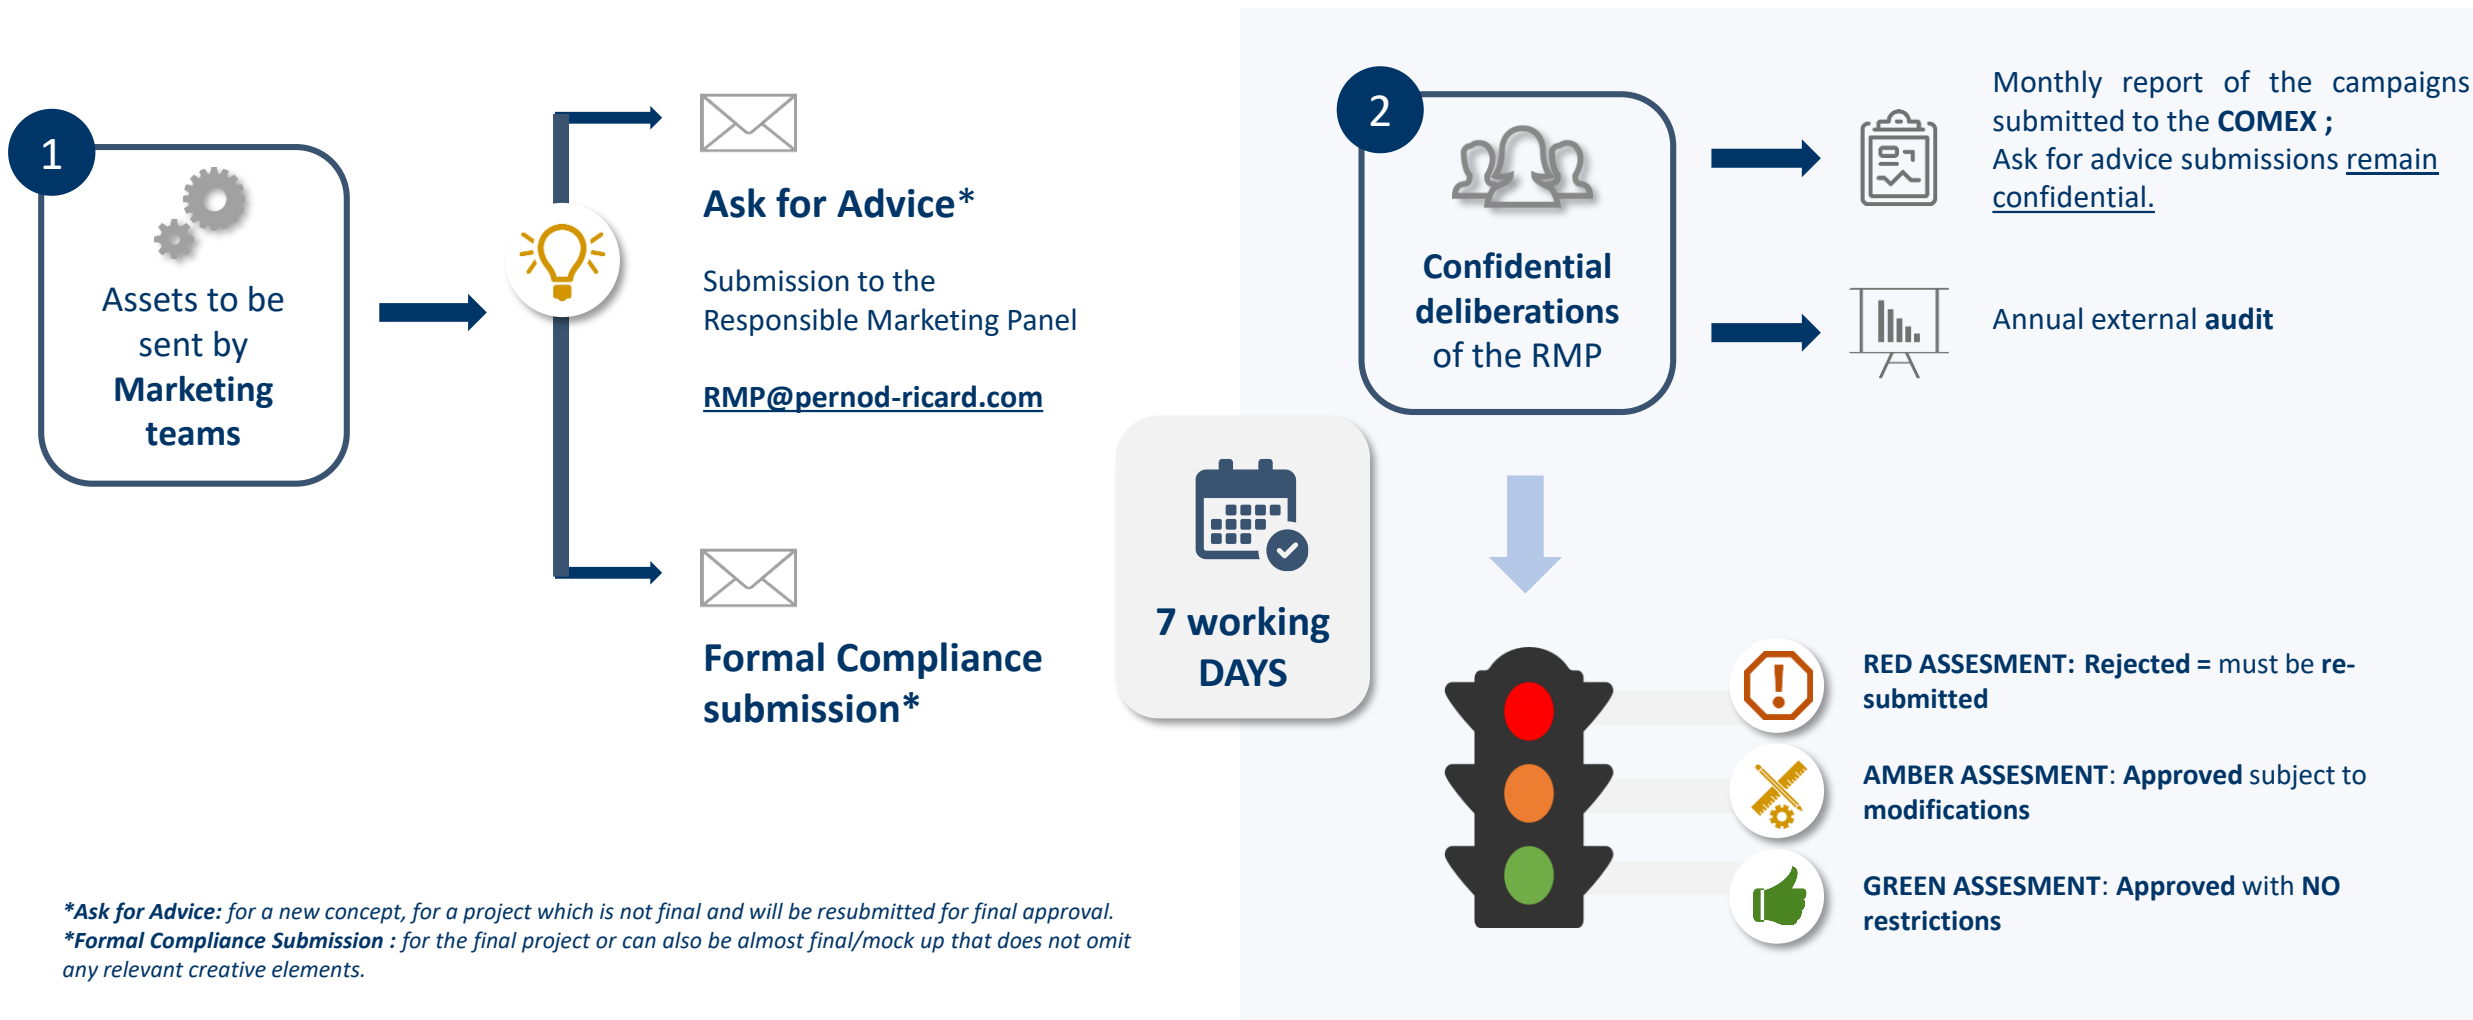 1
Assets to be
sent by
Marketing
teams
Ask for Advice*
Submission to the
Responsible Marketing Panel
RMP@pernod-ricard.com
Formal Compliance
submission*
7 working
DAYS
2
Confidential
deliberations
of the RMP
Monthly report of the campaigns
submitted to the COMEX ;
Ask for advice submissions remain
confidential.
Annual external audit
RED ASSESMENT: Rejected = must be re-
submitted
AMBER ASSESMENT: Approved subject to
modifications
GREEN ASSESMENT: Approved with NO
restrictions
*Ask for Advice: for a new concept, for a project which is not final and will be resubmitted for final approval.
*Formal Compliance Submission : for the final project or can also be almost final/mock up that does not omit
any relevant creative elements.